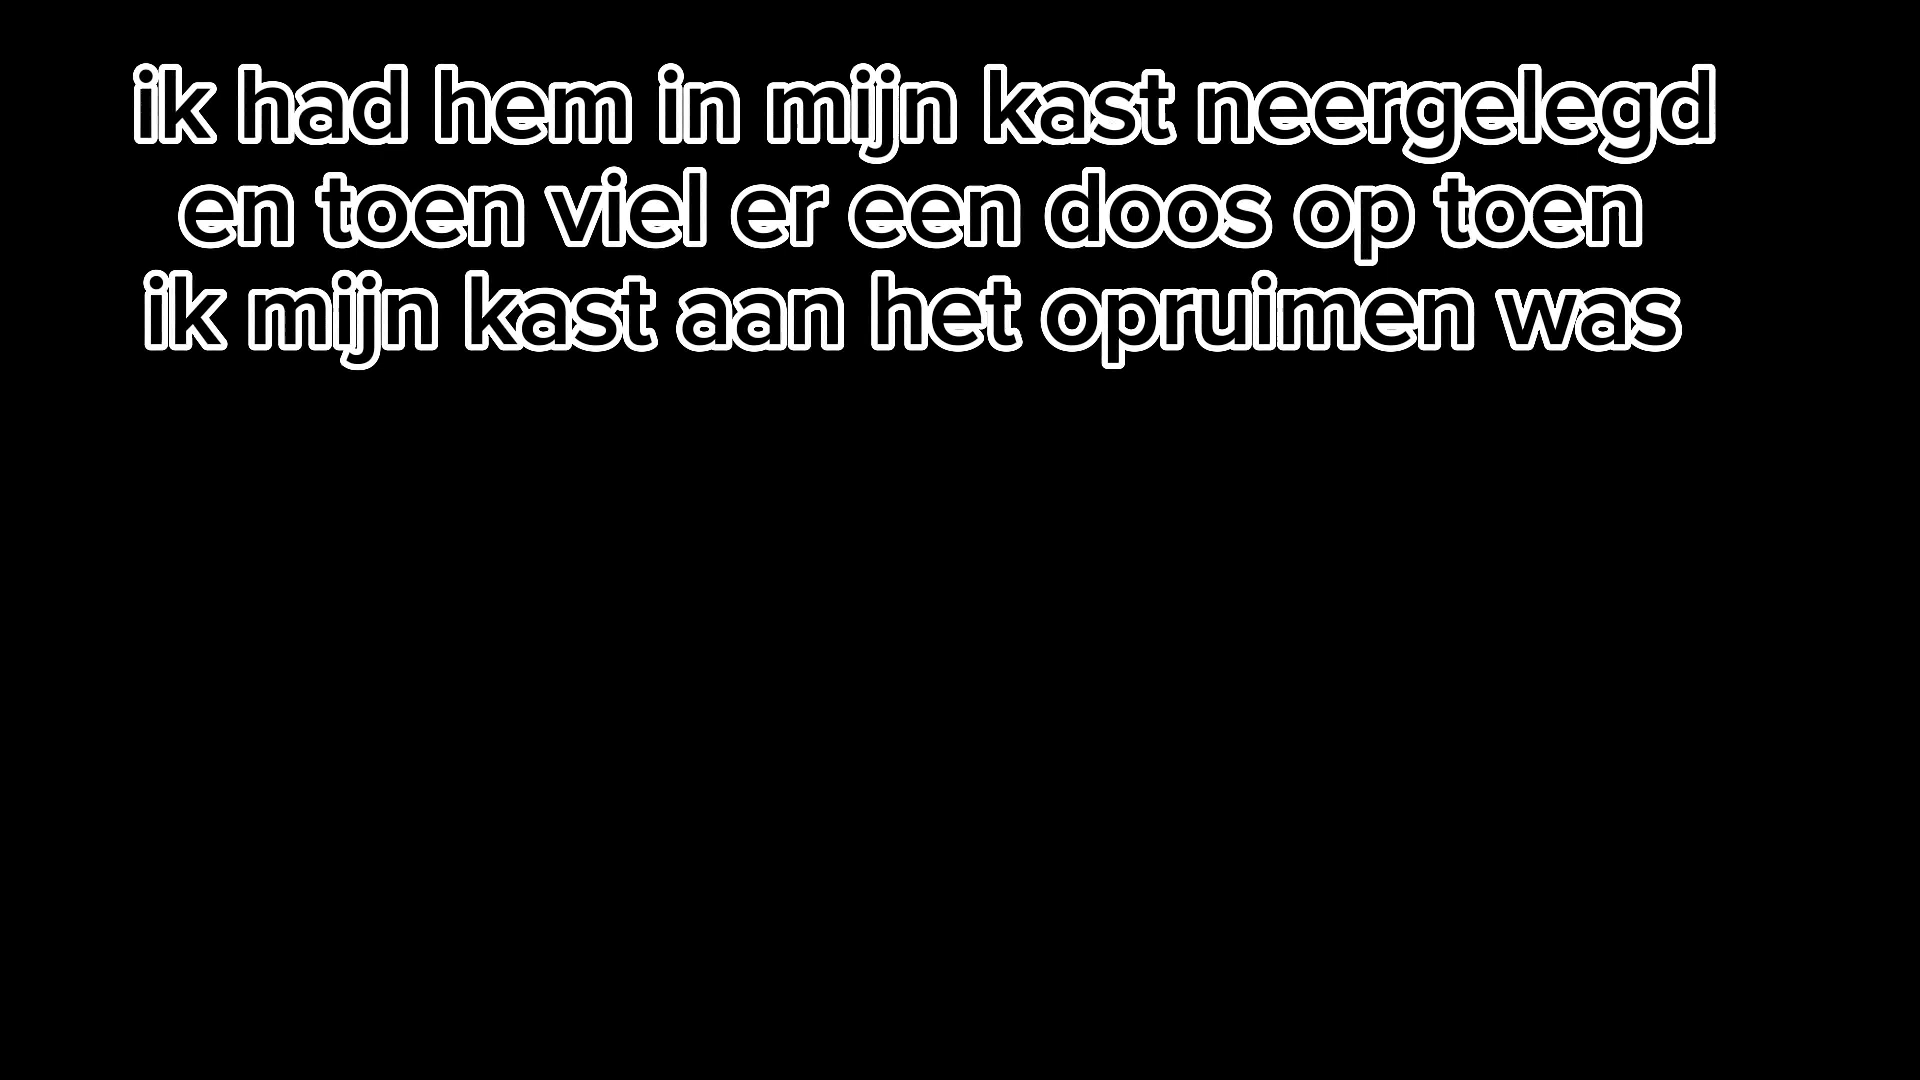 ik had hem in mijn kast neergelegd
en toen viel er een doos op toen
ik mijn kast aan het opruimen was